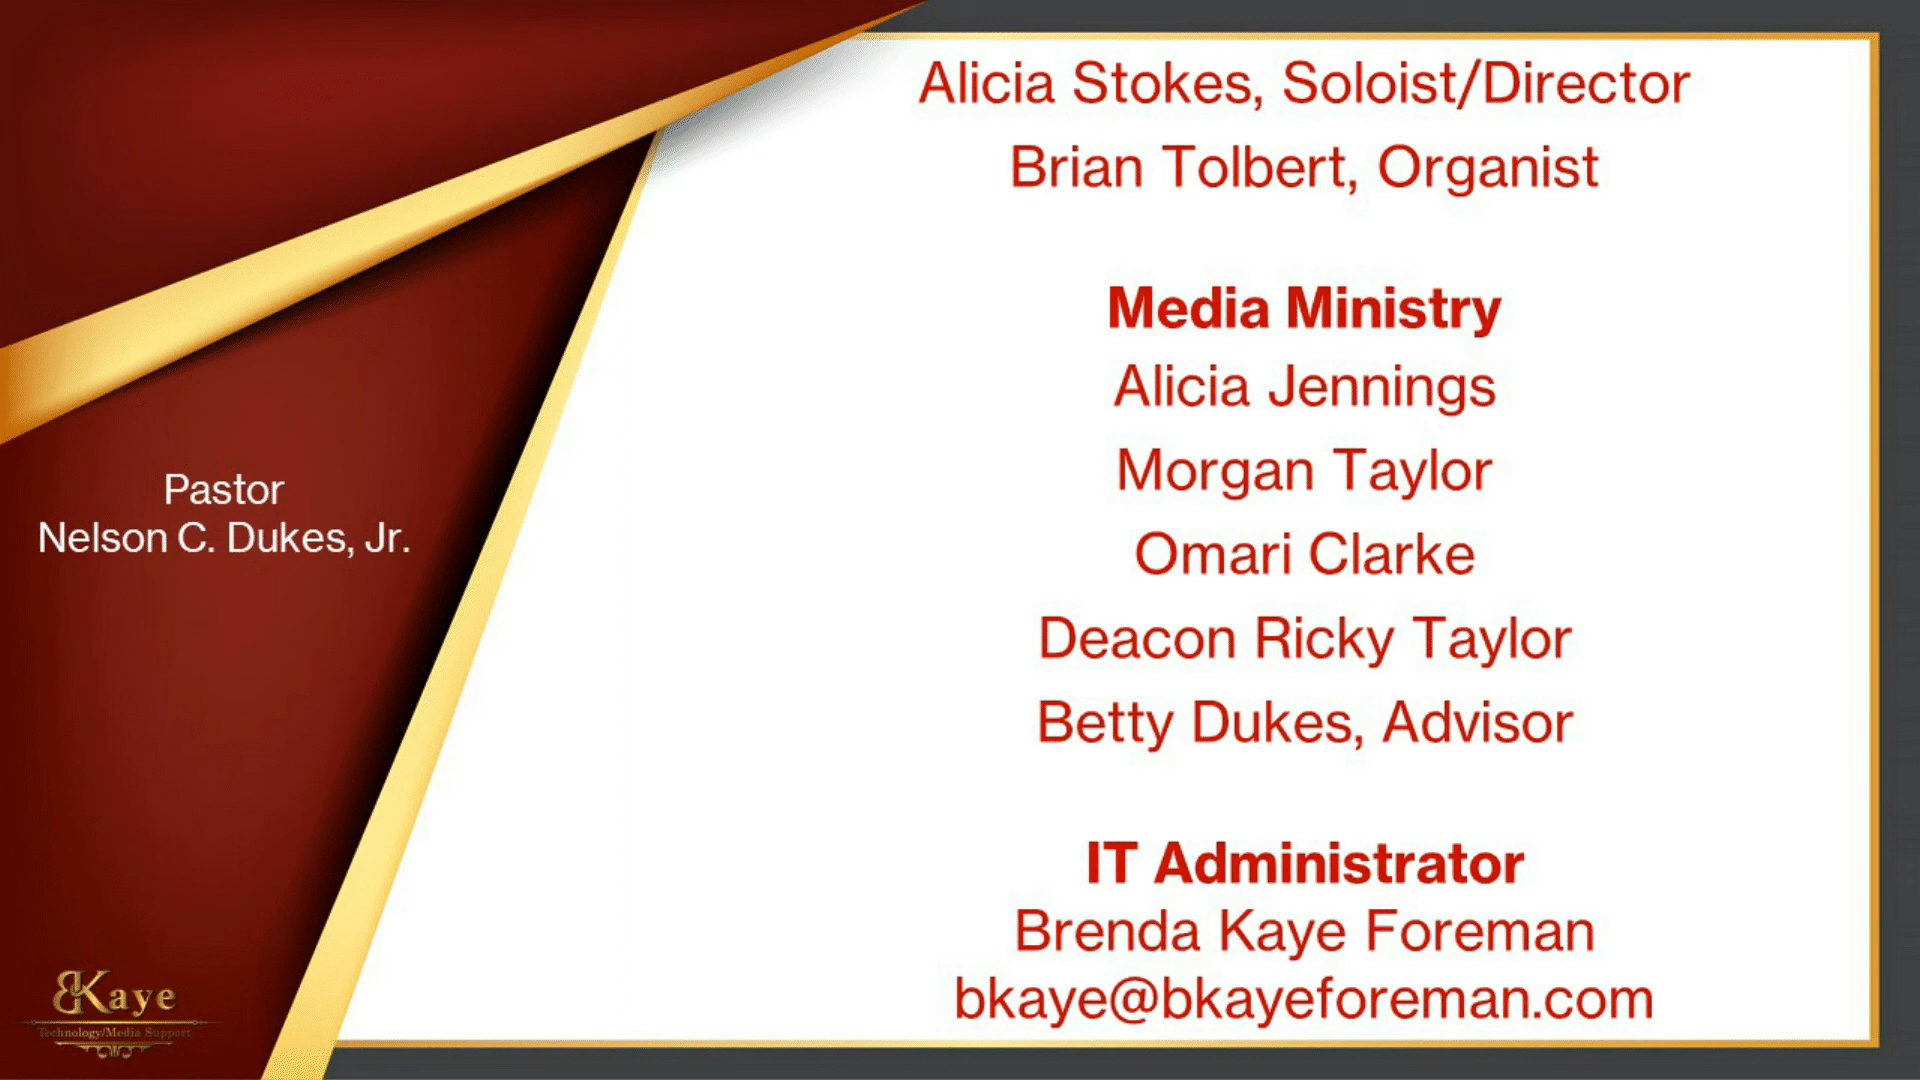 Alicia Stokes, Soloist/Director
Brian Tolbert, Organist
Media Ministry
Alicia Jennings
Morgan Taylor
Omari Clarke
Deacon Ricky Taylor
Betty Dukes, Advisor
IT Administrator
Brenda Kaye Foreman
bkaye@bkayeforeman.com
Pastor
Nelson C. Dukes, Jr.
BKaye
Technology/Media Support